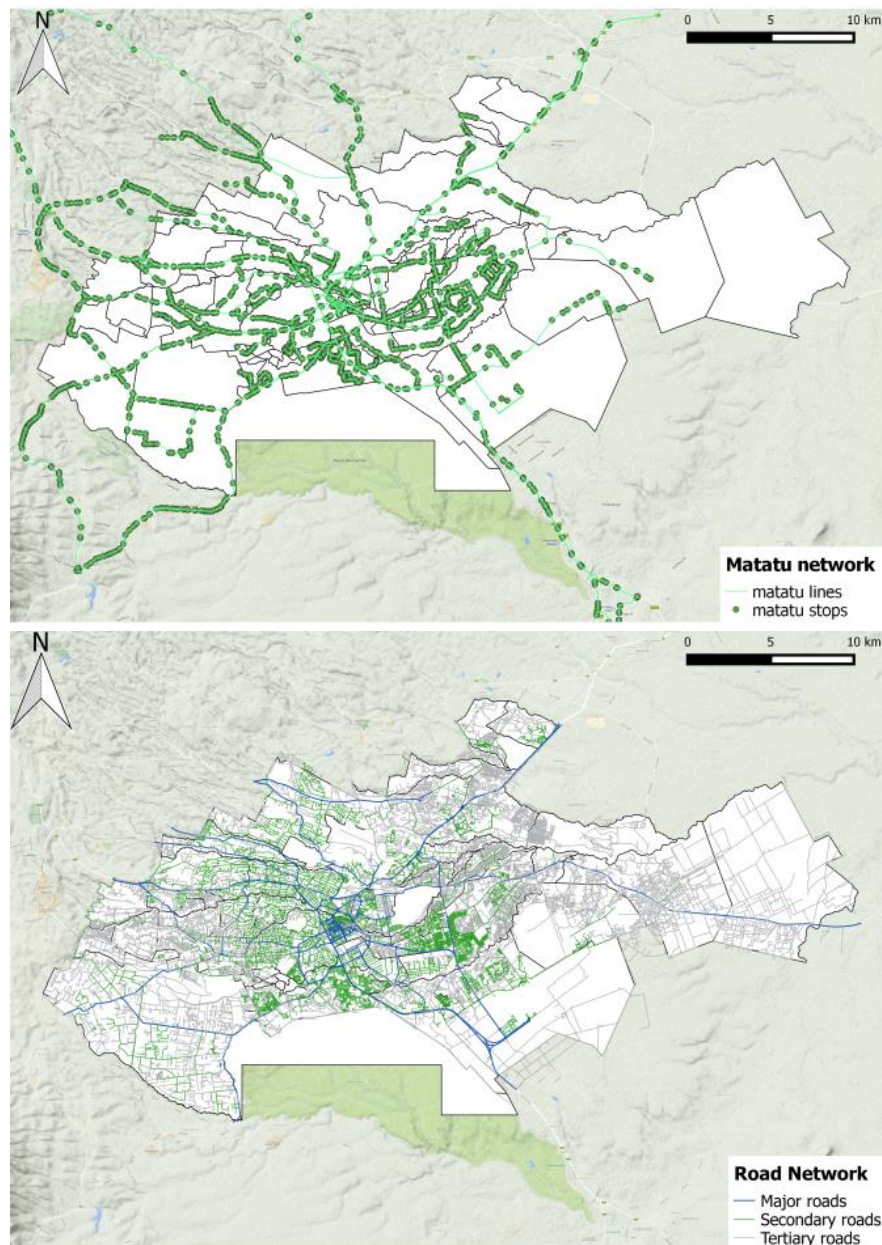 N
0 5 10 km
Matatu network
matatu lines
matatu stops
N
0 5 10 km
Road Network
Major roads
Secondary roads
Tertiary roads